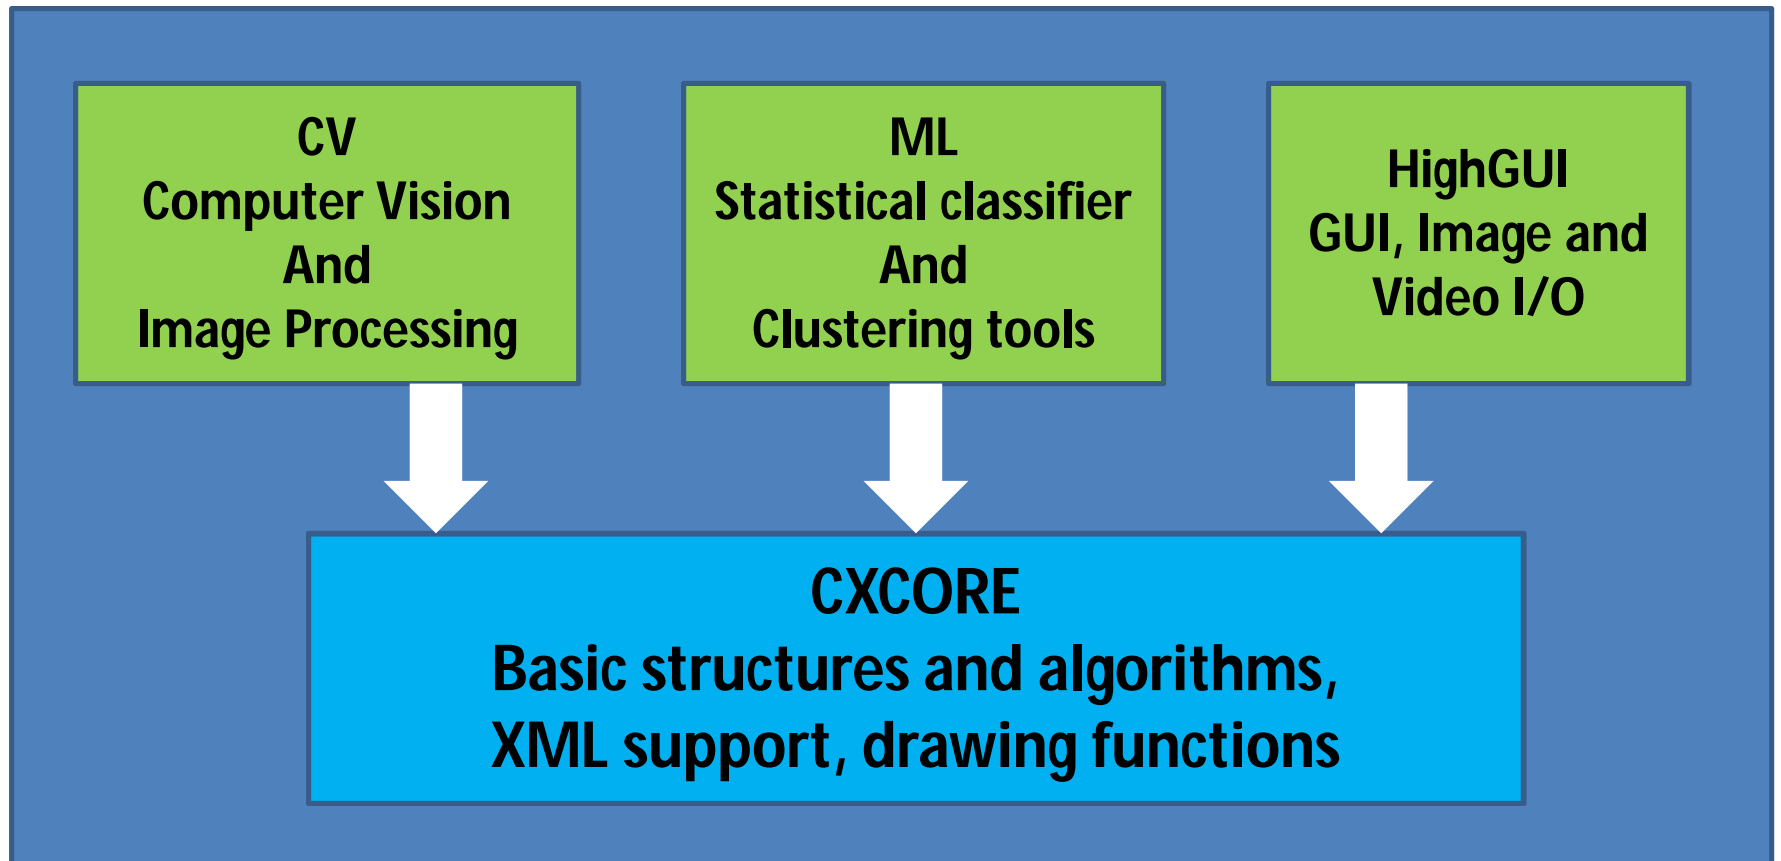 CV
Computer Vision
And
Image Processing
ML
Statistical classifier
And
Clustering tools
HighGUI
GUI, Image and
Video I/O
CXCORE
Basic structures and algorithms,
XML support, drawing functions